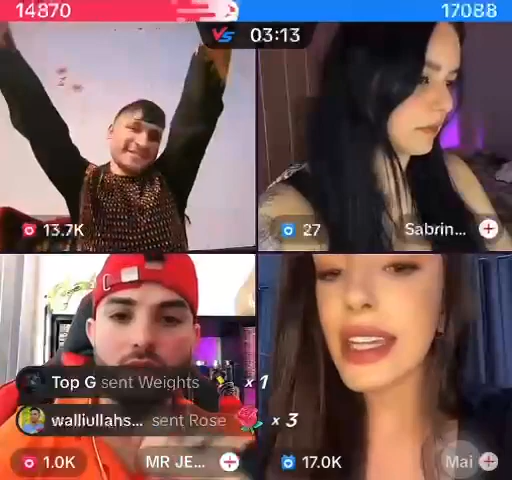 14870
17088
VS 03:13
13.7K
27 Sabrin...
Top G sent Weights x 1
walliullahs... sent Rose x 3
1.0K MR JE...
17.0K Mai